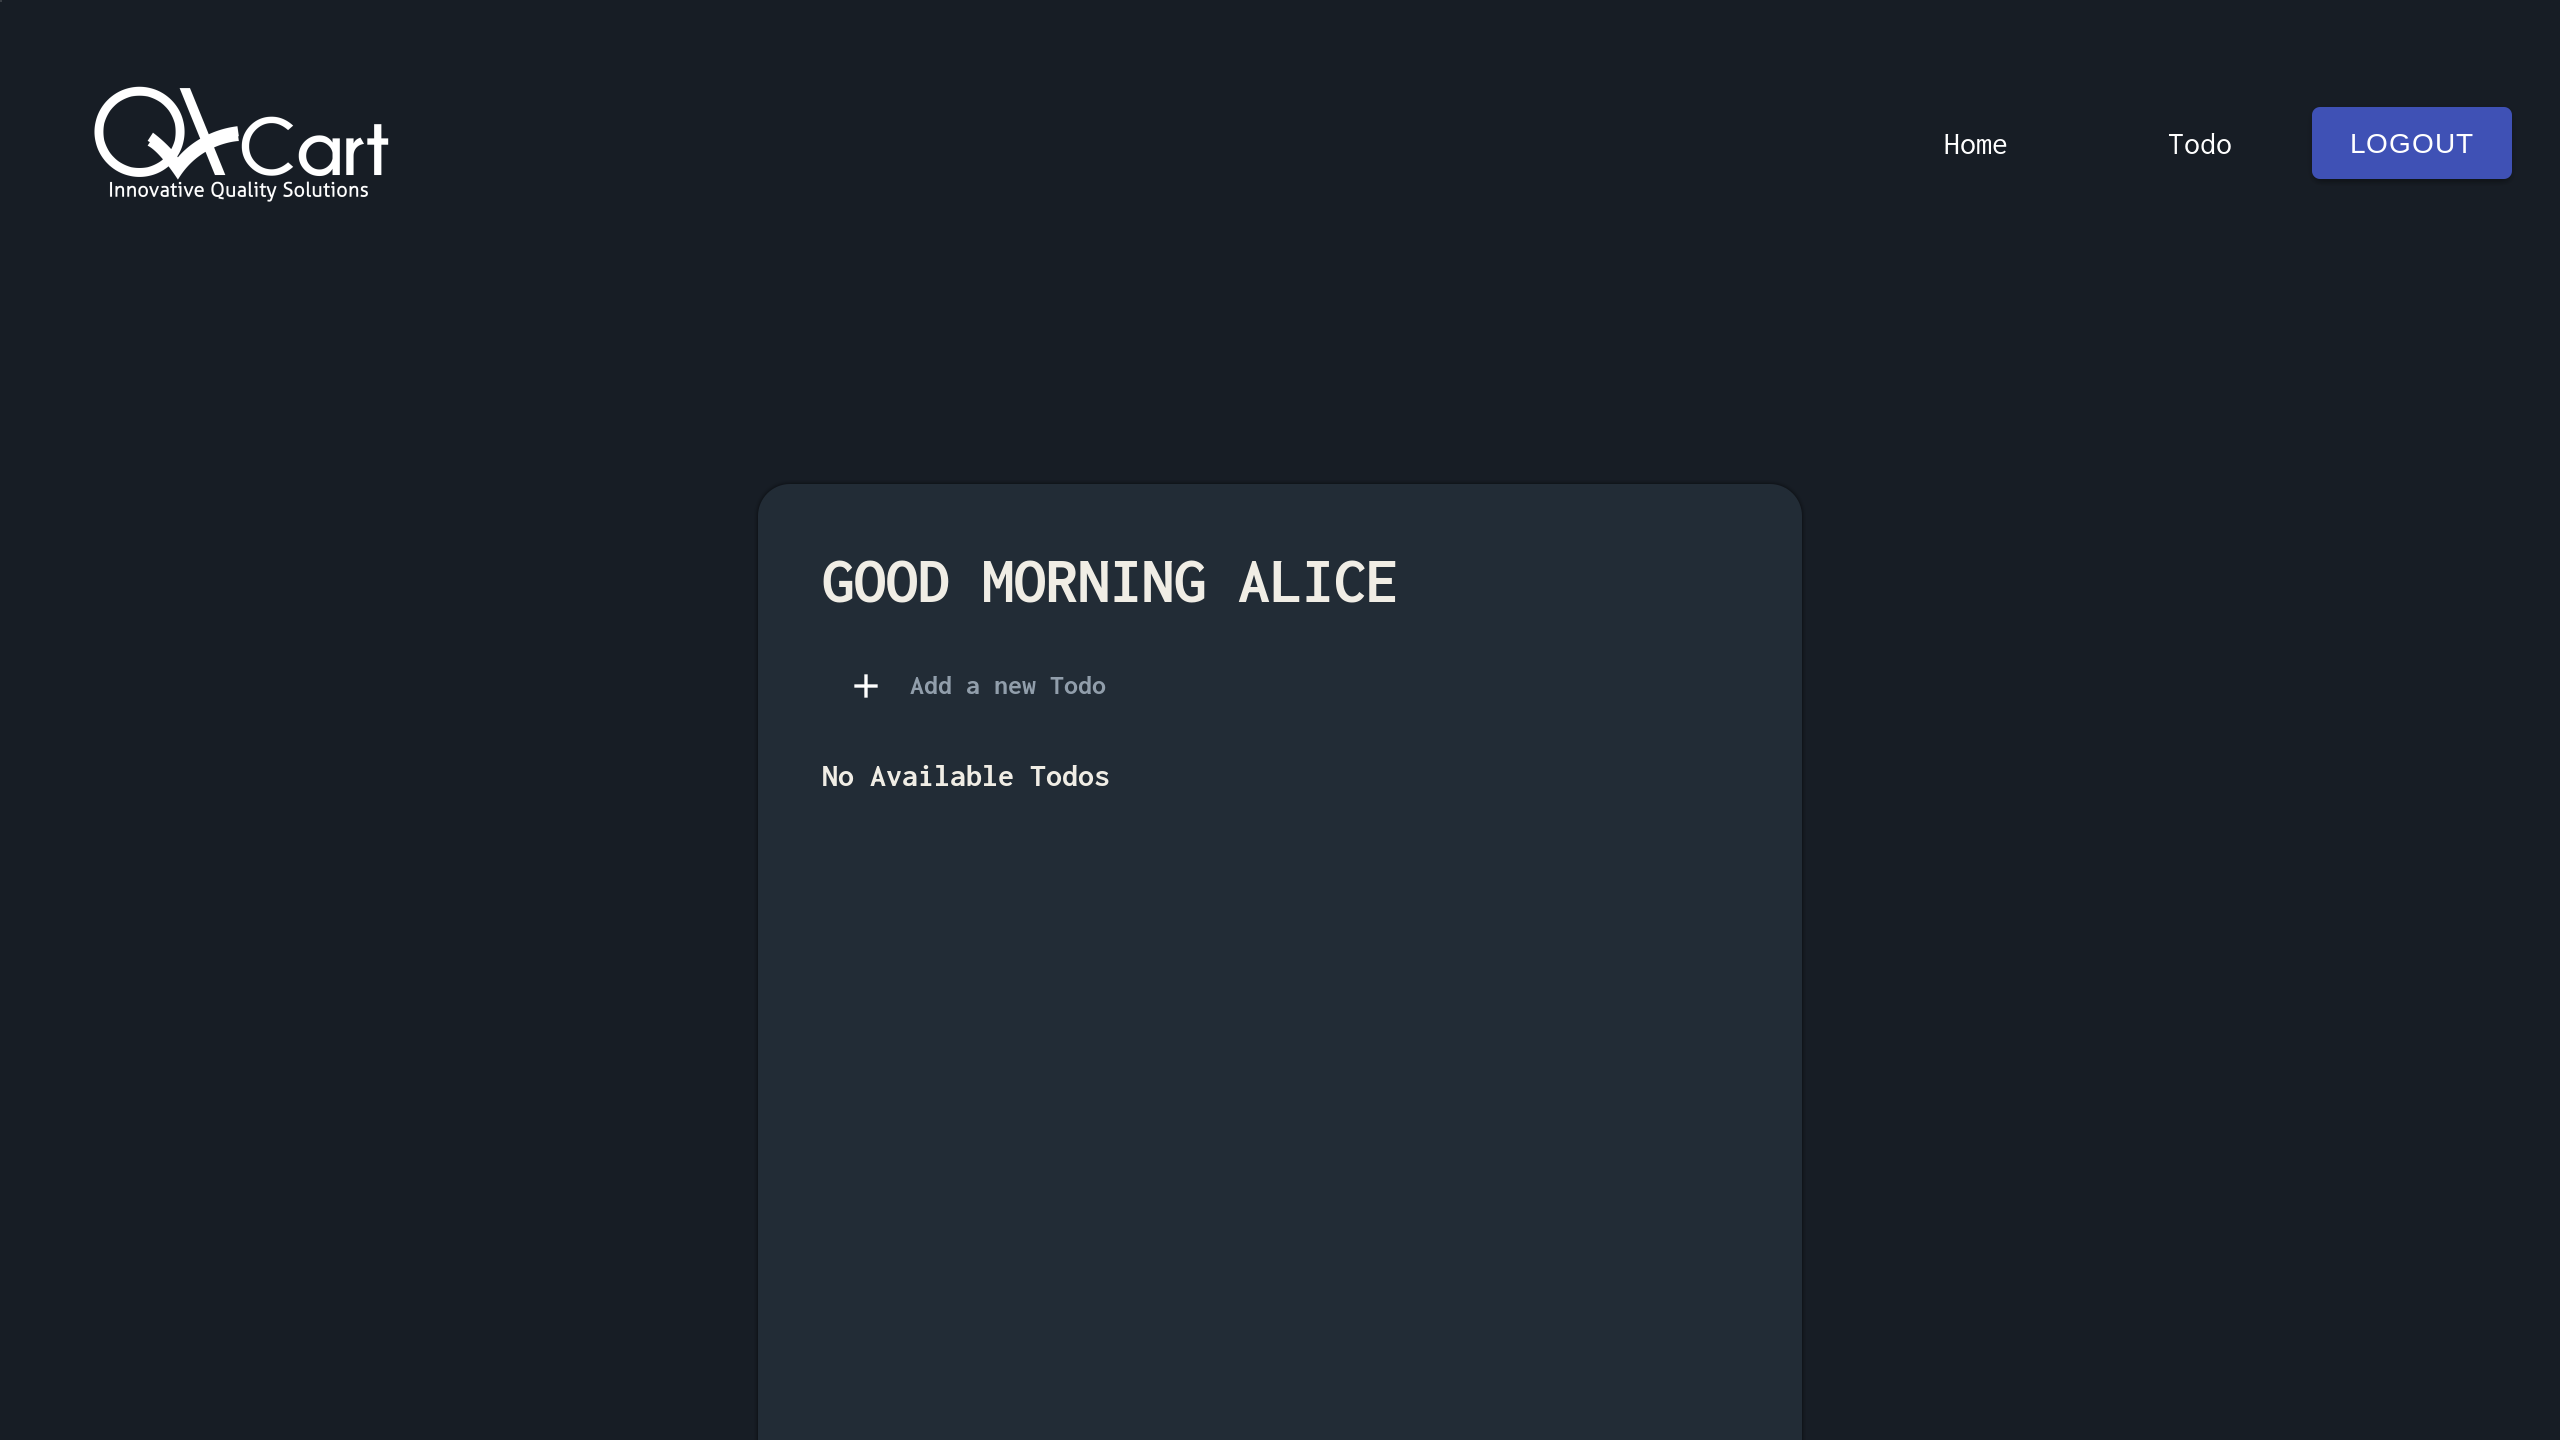 QACart
Innovative Quality Solutions
Home
Todo
LOGOUT
GOOD MORNING ALICE
Add a new Todo
No Available Todos